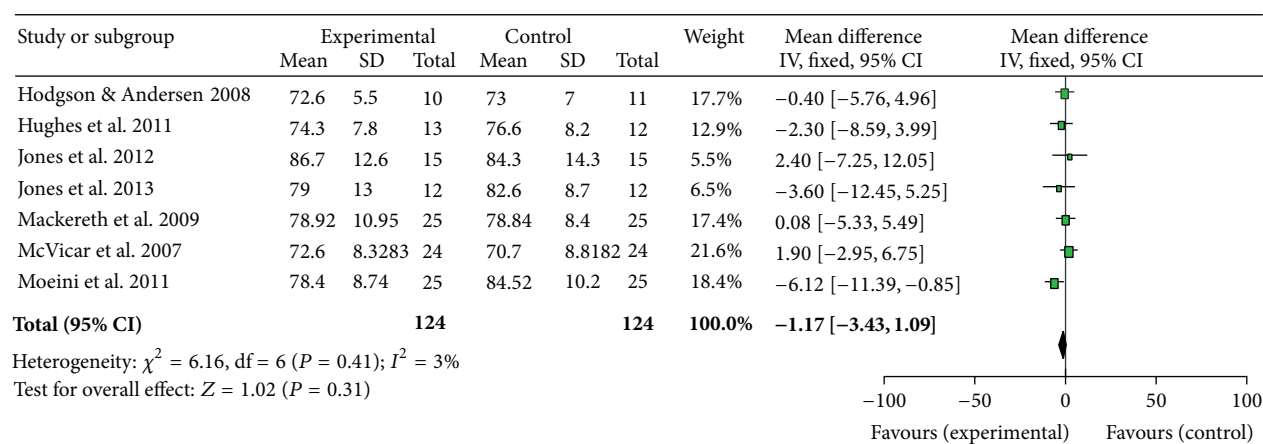 Study or subgroup Experimental Control Weight Mean difference Mean difference
Mean SD Total Mean SD Total IV, fixed, 95% CI IV, fixed, 95% CI
Hodgson & Andersen 2008 72.6 5.5 10 73 7 11 17.7% −0.40 [−5.76, 4.96]
Hughes et al. 2011 74.3 7.8 13 76.6 8.2 12 12.9% −2.30 [−8.59, 3.99]
Jones et al. 2012 86.7 12.6 15 84.3 14.3 15 5.5% 2.40 [−7.25, 12.05]
Jones et al. 2013 79 13 12 82.6 8.7 12 6.5% −3.60 [−12.45, 5.25]
Mackereth et al. 2009 78.92 10.95 25 78.84 8.4 25 17.4% 0.08 [−5.33, 5.49]
McVicar et al. 2007 72.6 8.3283 24 70.7 8.8182 24 21.6% 1.90 [−2.95, 6.75]
Moeini et al. 2011 78.4 8.74 25 84.52 10.2 25 18.4% −6.12 [−11.39, −0.85]
Total (95% CI) 124 124 100.0% −1.17 [−3.43, 1.09]
Heterogeneity: χ² = 6.16, df = 6 (P = 0.41); I² = 3%
Test for overall effect: Z = 1.02 (P = 0.31)
−100 −50 0 50 100
Favours (experimental) Favours (control)